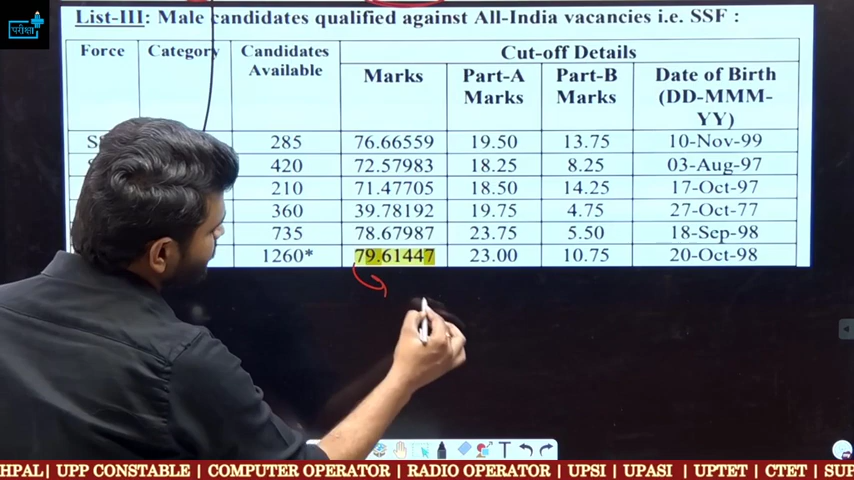 परीक्षा
List-III: Male candidates qualified against All-India vacancies i.e. SSF :
Force Category Candidates Available Cut-off Details
Marks Part-A Marks Part-B Marks Date of Birth (DD-MMM-YY)
285 76.66559 19.50 13.75 10-Nov-99
420 72.57983 18.25 8.25 03-Aug-97
210 71.47705 18.50 14.25 17-Oct-97
360 39.78192 19.75 4.75 27-Oct-77
735 78.67987 23.75 5.50 18-Sep-98
1260* 79.61447 23.00 10.75 20-Oct-98
HPAL| UPP CONSTABLE | COMPUTER OPERATOR | RADIO OPERATOR | UPSI | UPASI | UPTET | CTET | SUP